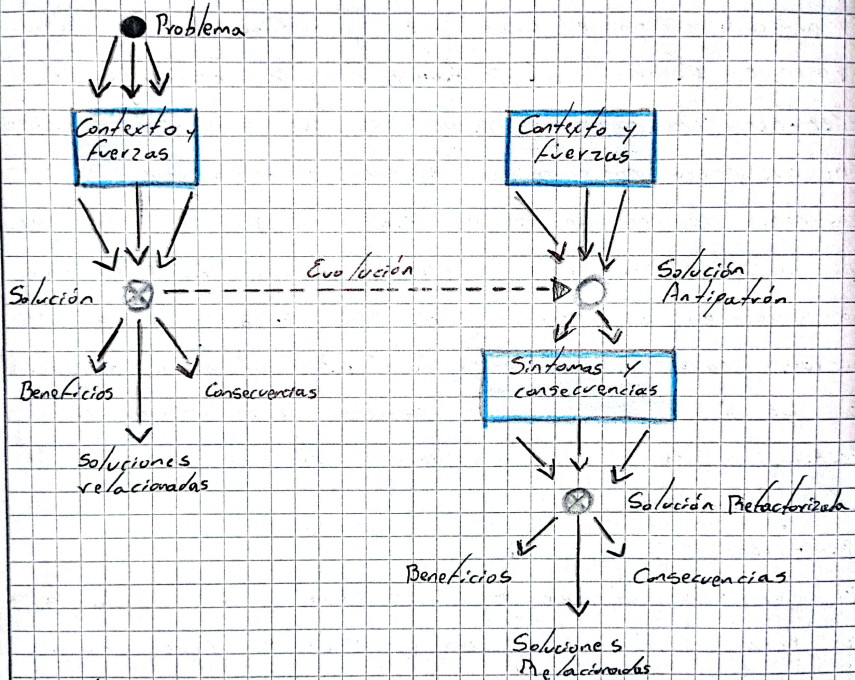 Problema
Contexto y
fuerzas
Contexto y
fuerzas
Evolución
Solución
Solución
Antipatrón
Beneficios
Consecuencias
Síntomas y
consecuencias
Soluciones
relacionadas
Solución Refactorizada
Beneficios
Consecuencias
Soluciones
Relacionadas